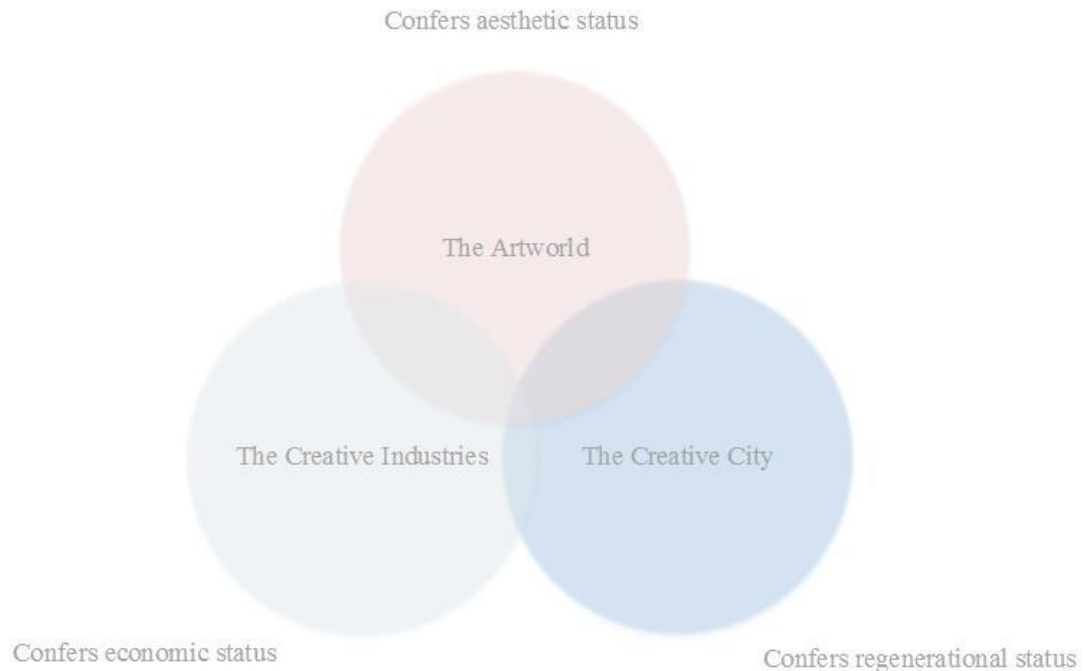 Confers aesthetic status
The Artworld
The Creative Industries
The Creative City
Confers economic status
Confers regenerational status